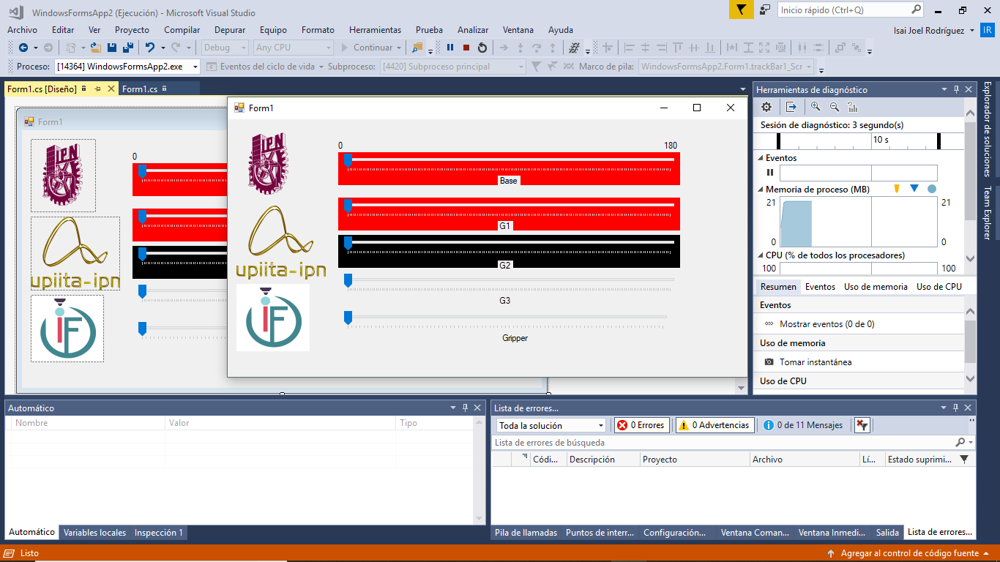 WindowsFormsApp2 (Ejecución) - Microsoft Visual Studio
Inicio rápido (Ctrl+Q)
Archivo Editar Ver Proyecto Compilar Depurar Equipo Formato Herramientas Prueba Analizar Ventana Ayuda
Isai Joel Rodríguez IR
Debug Any CPU Continuar
Proceso: [14364] WindowsFormsApp2.exe Eventos del ciclo de vida Subproceso: [4420] Subproceso principal Marco de pila: WindowsFormsApp2.Form1.trackBar1_Scr
Form1.cs [Diseño] Form1.cs
Form1
0
IPN
upiita-ipn
iF
Form1
0 180
IPN
Base
G1
upiita-ipn
G2
iF
G3
Gripper
Herramientas de diagnóstico
Sesión de diagnóstico: 3 segundo(s)
10 s
Eventos
Memoria de proceso (MB)
21 21
0 0
CPU (% de todos los procesadores)
100 100
Resumen Eventos Uso de memoria Uso de CPU
Eventos
Mostrar eventos (0 de 0)
Uso de memoria
Tomar instantánea
Uso de CPU
Explorador de soluciones
Team Explorer
Automático
Nombre Valor Tipo
Automático Variables locales Inspección 1
Lista de errores...
Toda la solución 0 Errores 0 Advertencias 0 de 11 Mensajes
Lista de errores de búsqueda
Códi... Descripción Proyecto Archivo Lí... Estado suprimi...
Pila de llamadas Puntos de interr... Configuración... Ventana Coman... Ventana Inmedi... Salida Lista de errores...
Listo
Agregar al control de código fuente